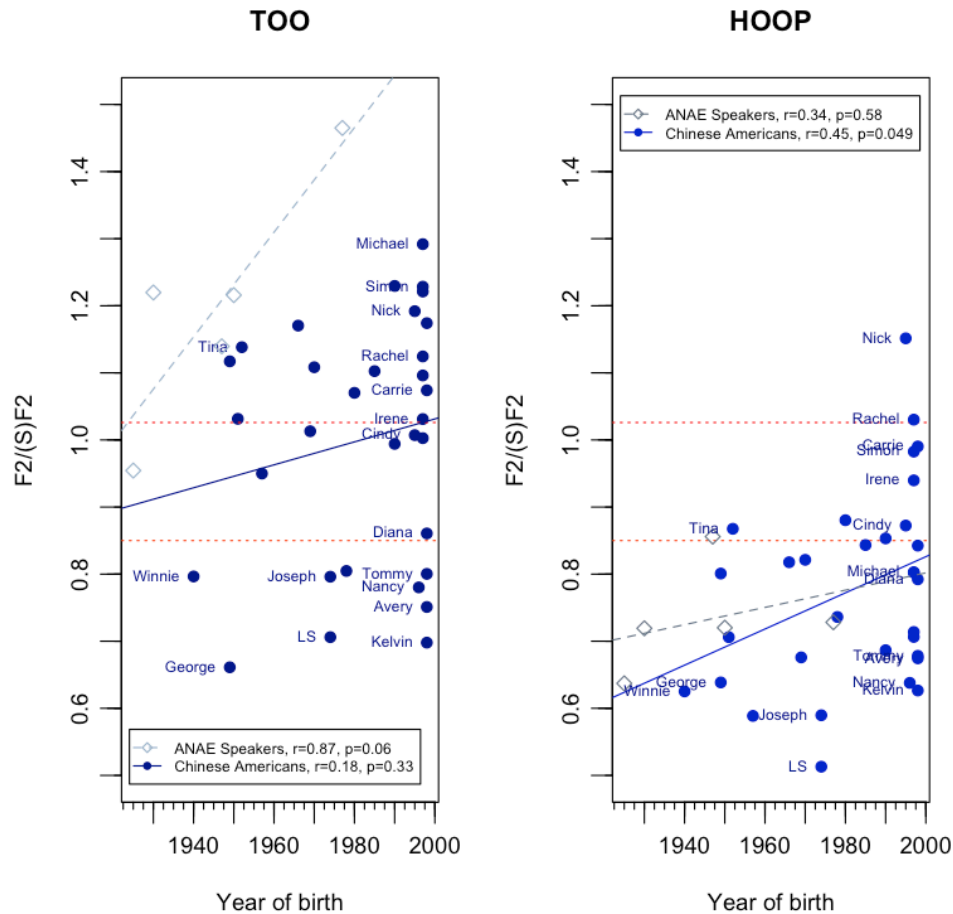 TOO
F2/(S)F2
1.4
1.2
1.0
0.8
0.6
Michael
Simon
Nick
Tina
Rachel
Carrie
Irene
Cindy
Diana
Winnie
Joseph
Tommy
Nancy
Avery
LS
Kelvin
George
ANAE Speakers, r=0.87, p=0.06
Chinese Americans, r=0.18, p=0.33
1940 1960 1980 2000
Year of birth
HOOP
F2/(S)F2
1.4
1.2
1.0
0.8
0.6
ANAE Speakers, r=0.34, p=0.58
Chinese Americans, r=0.45, p=0.049
Nick
Rachel
Carrie
Simon
Irene
Cindy
Tina
Michael
Diana
Tommy
Avery
Nancy
George
Kelvin
Winnie
Joseph
LS
1940 1960 1980 2000
Year of birth